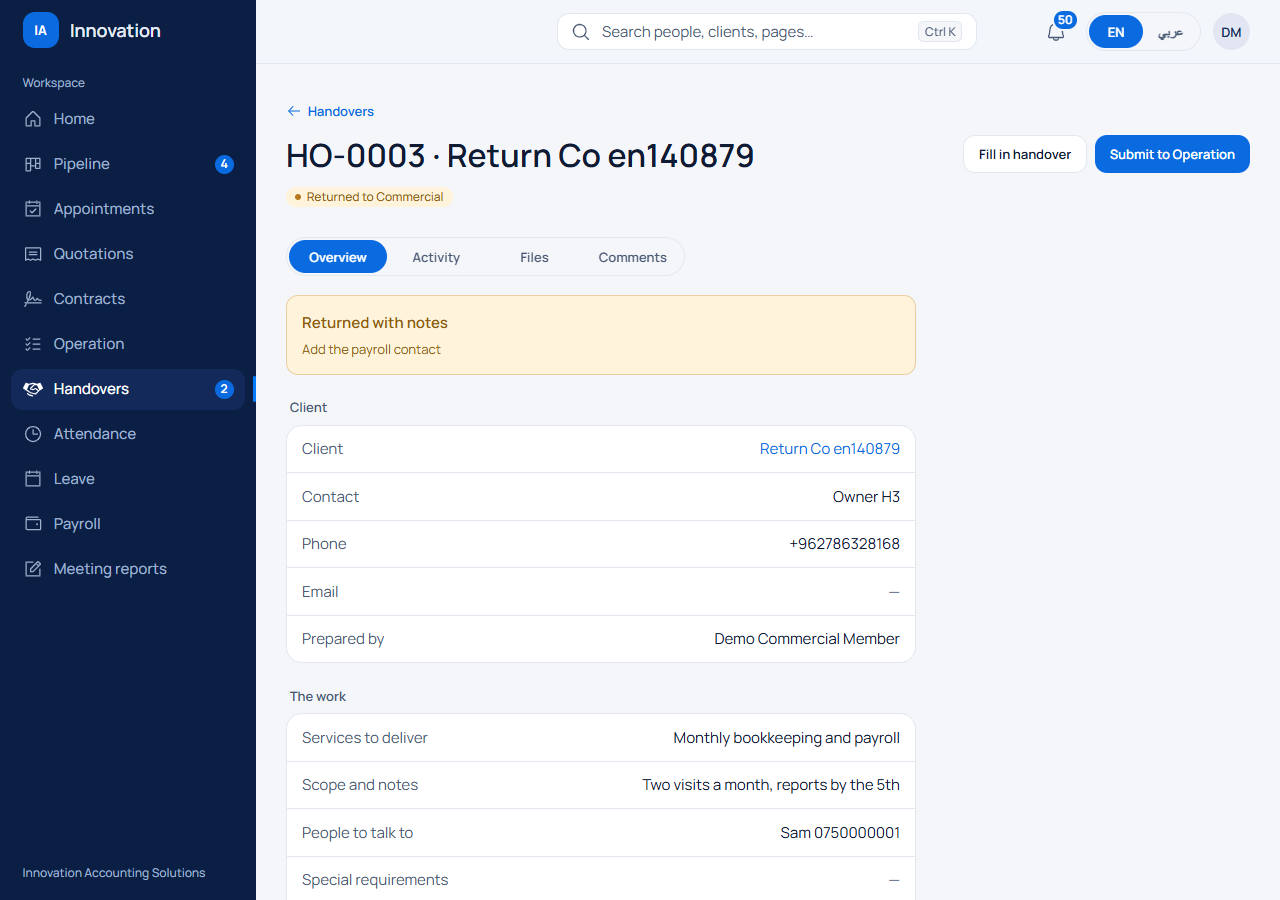 IA Innovation
Search people, clients, pages... Ctrl K
50
EN عربي DM
Workspace
Home
Pipeline 4
Appointments
Quotations
Contracts
Operation
Handovers 2
Attendance
Leave
Payroll
Meeting reports
Innovation Accounting Solutions
← Handovers
HO-0003 · Return Co en140879
Fill in handover Submit to Operation
Returned to Commercial
Overview Activity Files Comments
Returned with notes
Add the payroll contact
Client
Client Return Co en140879
Contact Owner H3
Phone +962786328168
Email —
Prepared by Demo Commercial Member
The work
Services to deliver Monthly bookkeeping and payroll
Scope and notes Two visits a month, reports by the 5th
People to talk to Sam 0750000001
Special requirements —